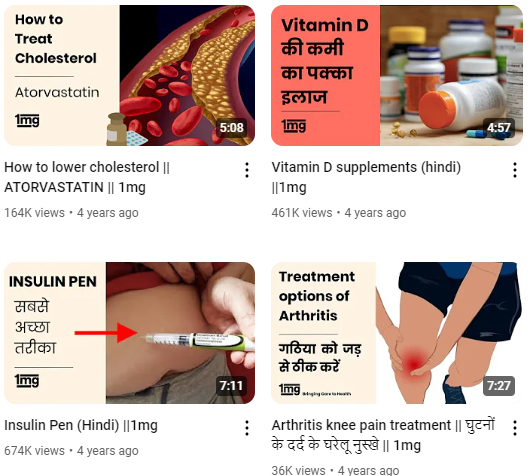 How to
Treat
Cholesterol
Atorvastatin
1mg
5:08
How to lower cholesterol ||
ATORVASTATIN || 1mg
164K views • 4 years ago
Vitamin D
की कमी
का पक्का
इलाज
1mg
4:57
Vitamin D supplements (hindi)
||1mg
461K views • 4 years ago
INSULIN PEN
सबसे
अच्छा
तरीका
1mg
7:11
Insulin Pen (Hindi) ||1mg
674K views • 4 years ago
Treatment
options of
Arthritis
गठिया को जड़
से ठीक करें
1mg Bringing Care to Health
7:27
Arthritis knee pain treatment || घुटनों
के दर्द के घरेलू नुस्खे || 1mg
36K views • 4 years ago